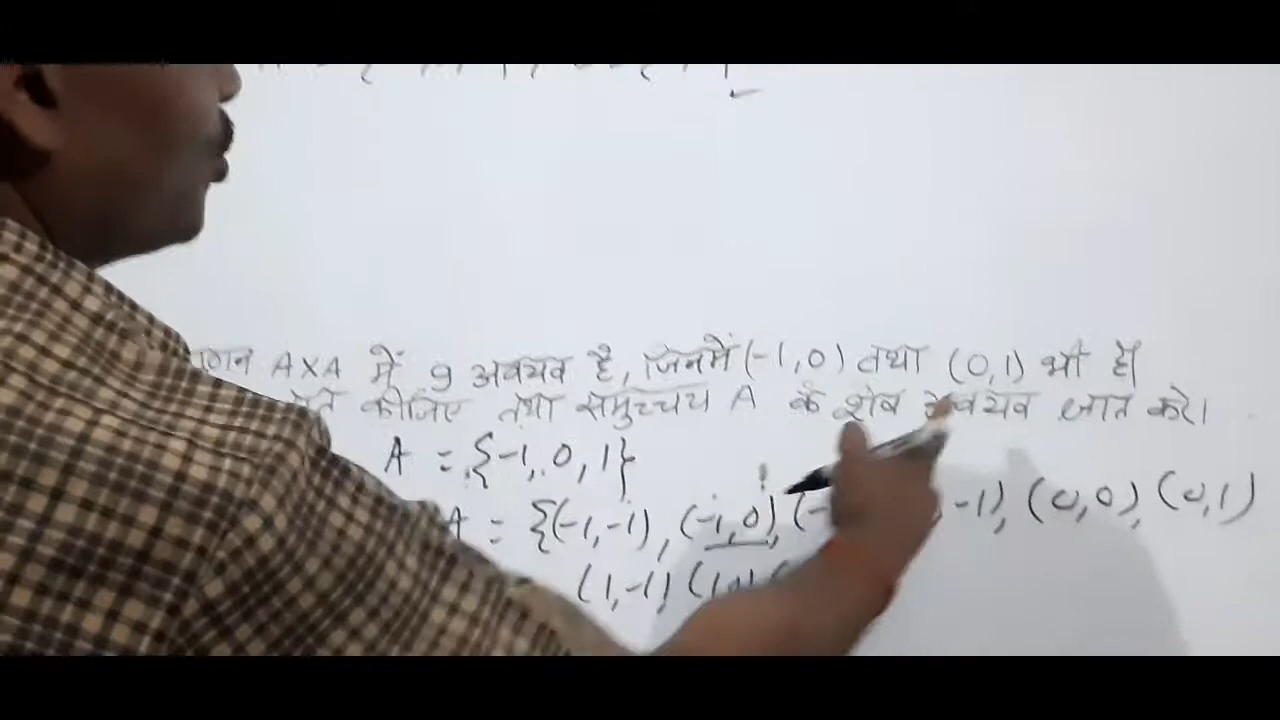 A×A में 9 अवयव है, जिनमें (-1,0) तथा (0,1) भी है।
कीजिए तथा समुच्चय A के शेष अवयव ज्ञात करे।
A = {-1, 0, 1}
A = {(-1,-1), (-1,0), (- -1), (0,0), (0,1)
(1,-1)